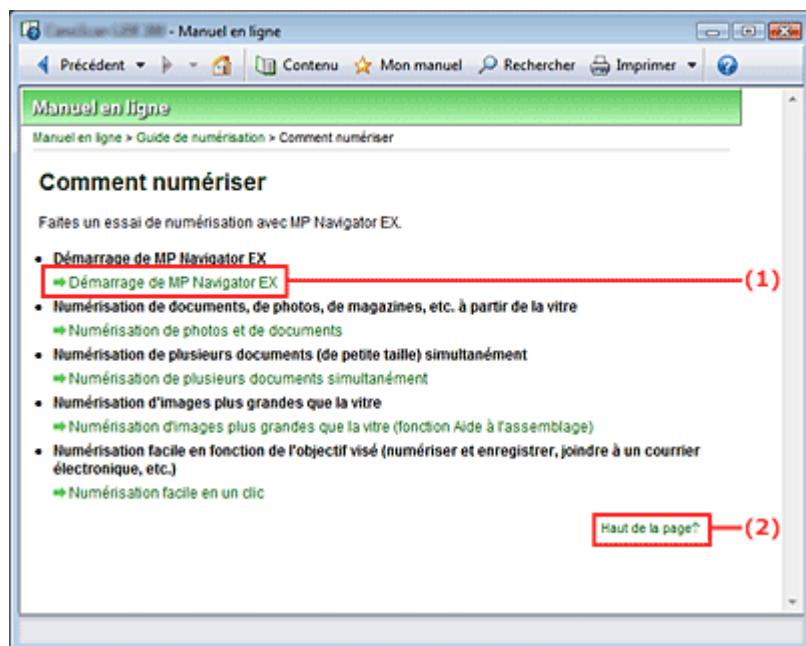 - Manuel en ligne
Précédent Contenu Mon manuel Rechercher Imprimer
Manuel en ligne
Manuel en ligne > Guide de numérisation > Comment numériser
Comment numériser
Faites un essai de numérisation avec MP Navigator EX.
Démarrage de MP Navigator EX
Démarrage de MP Navigator EX
(1)
Numérisation de documents, de photos, de magazines, etc. à partir de la vitre
Numérisation de photos et de documents
Numérisation de plusieurs documents (de petite taille) simultanément
Numérisation de plusieurs documents simultanément
Numérisation d'images plus grandes que la vitre
Numérisation d'images plus grandes que la vitre (fonction Aide à l'assemblage)
Numérisation facile en fonction de l'objectif visé (numériser et enregistrer, joindre à un courrier
électronique, etc.)
Numérisation facile en un clic
Haut de la page↑
(2)